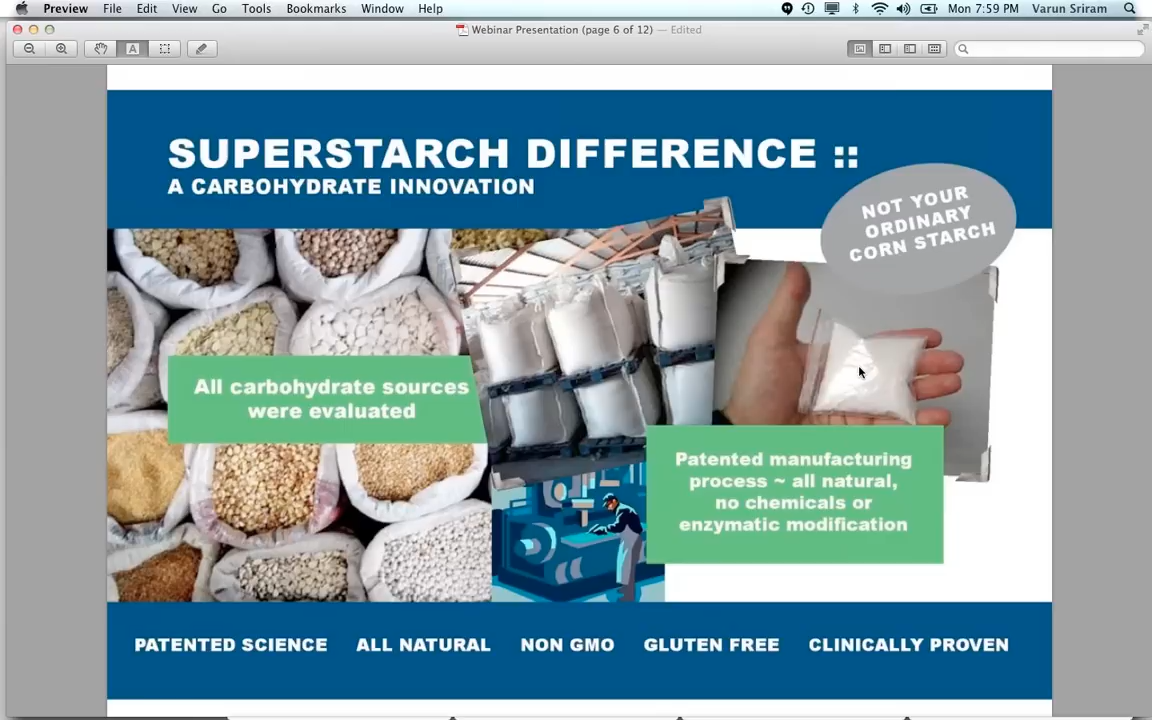 Preview File Edit View Go Tools Bookmarks Window Help Mon 7:59 PM Varun Sriram
Webinar Presentation (page 6 of 12) — Edited
A
SUPERSTARCH DIFFERENCE ::
A CARBOHYDRATE INNOVATION
NOT YOUR
ORDINARY
CORN STARCH
All carbohydrate sources
were evaluated
Patented manufacturing
process ~ all natural,
no chemicals or
enzymatic modification
PATENTED SCIENCE ALL NATURAL NON GMO GLUTEN FREE CLINICALLY PROVEN